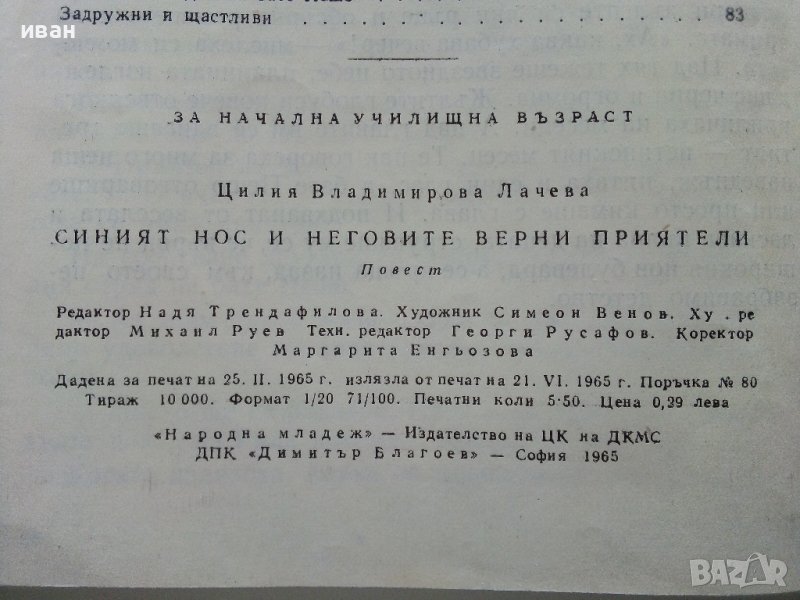 иван
Задружни и щастливи . . . . . . . . . . . . 83
ЗА НАЧАЛНА УЧИЛИЩНА ВЪЗРАСТ
Цилия Владимирова Лачева
СИНИЯТ НОС И НЕГОВИТЕ ВЕРНИ ПРИЯТЕЛИ
Повест
Редактор Надя Трендафилова. Художник Симеон Венов. Ху . ре
дактор Михаил Руев Техн. редактор Георги Русафов. Коректор
Маргарита Енгьозова
Дадена за печат на 25. II. 1965 г. излязла от печат на 21. VI. 1965 г. Поръчка № 80
Тираж 10 000. Формат 1/20 71/100. Печатни коли 5·50. Цена 0,29 лева
«Народна младеж» — Издателство на ЦК на ДКМС
ДПК «Димитър Благоев» — София 1965
BAZAR